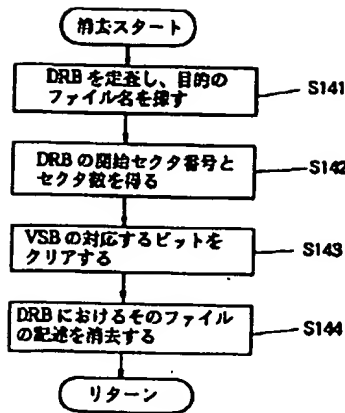 消去スタート
DRBを走査し、目的の
ファイル名を探す
S141
DRBの開始セクタ番号と
セクタ数を得る
S142
VSBの対応するビットを
クリアする
S143
DRBにおけるそのファイル
の記述を消去する
S144
リターン